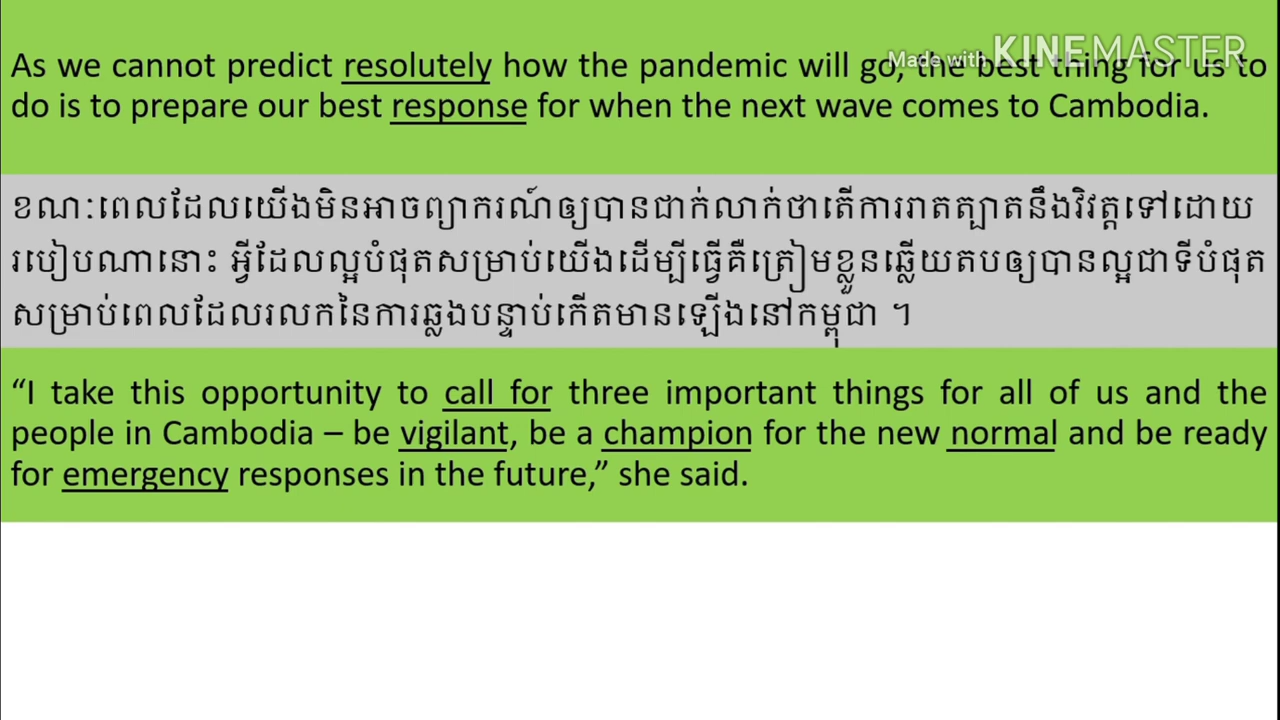 As we cannot predict resolutely how the pandemic will go, the best thing for us to
do is to prepare our best response for when the next wave comes to Cambodia.
Made with KINEMASTER
ខណៈពេលដែលយើងមិនអាចព្យាករណ៍ឲ្យបានជាក់លាក់ថាតើការរាតត្បាតនឹងវិវត្តទៅដោយ
របៀបណានោះ អ្វីដែលល្អបំផុតសម្រាប់យើងដើម្បីធ្វើគឺត្រៀមខ្លួនឆ្លើយតបឲ្យបានល្អជាទីបំផុត
សម្រាប់ពេលដែលរលកនៃការឆ្លងបន្ទាប់កើតមានឡើងនៅកម្ពុជា ។
“I take this opportunity to call for three important things for all of us and the
people in Cambodia – be vigilant, be a champion for the new normal and be ready
for emergency responses in the future,” she said.